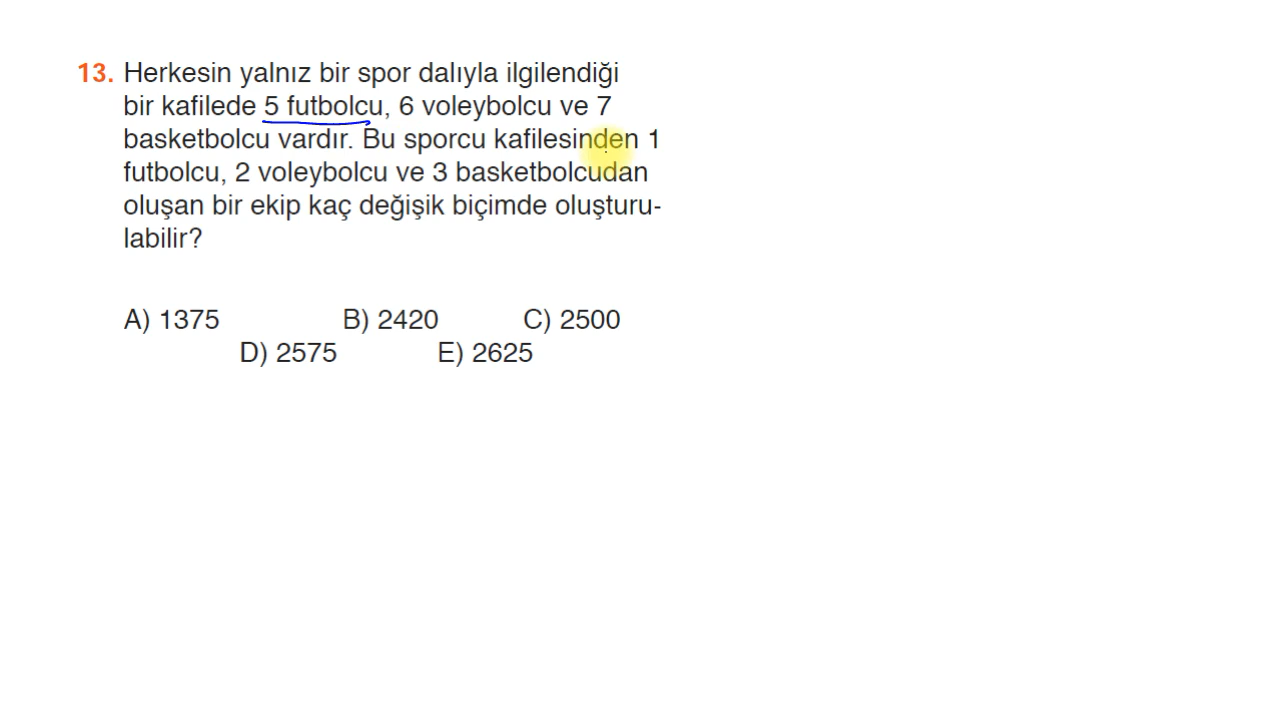 13. Herkesin yalnız bir spor dalıyla ilgilendiği
bir kafilede 5 futbolcu, 6 voleybolcu ve 7
basketbolcu vardır. Bu sporcu kafilesinden 1
futbolcu, 2 voleybolcu ve 3 basketbolcudan
oluşan bir ekip kaç değişik biçimde oluşturu-
labilir?
A) 1375 B) 2420 C) 2500
D) 2575 E) 2625